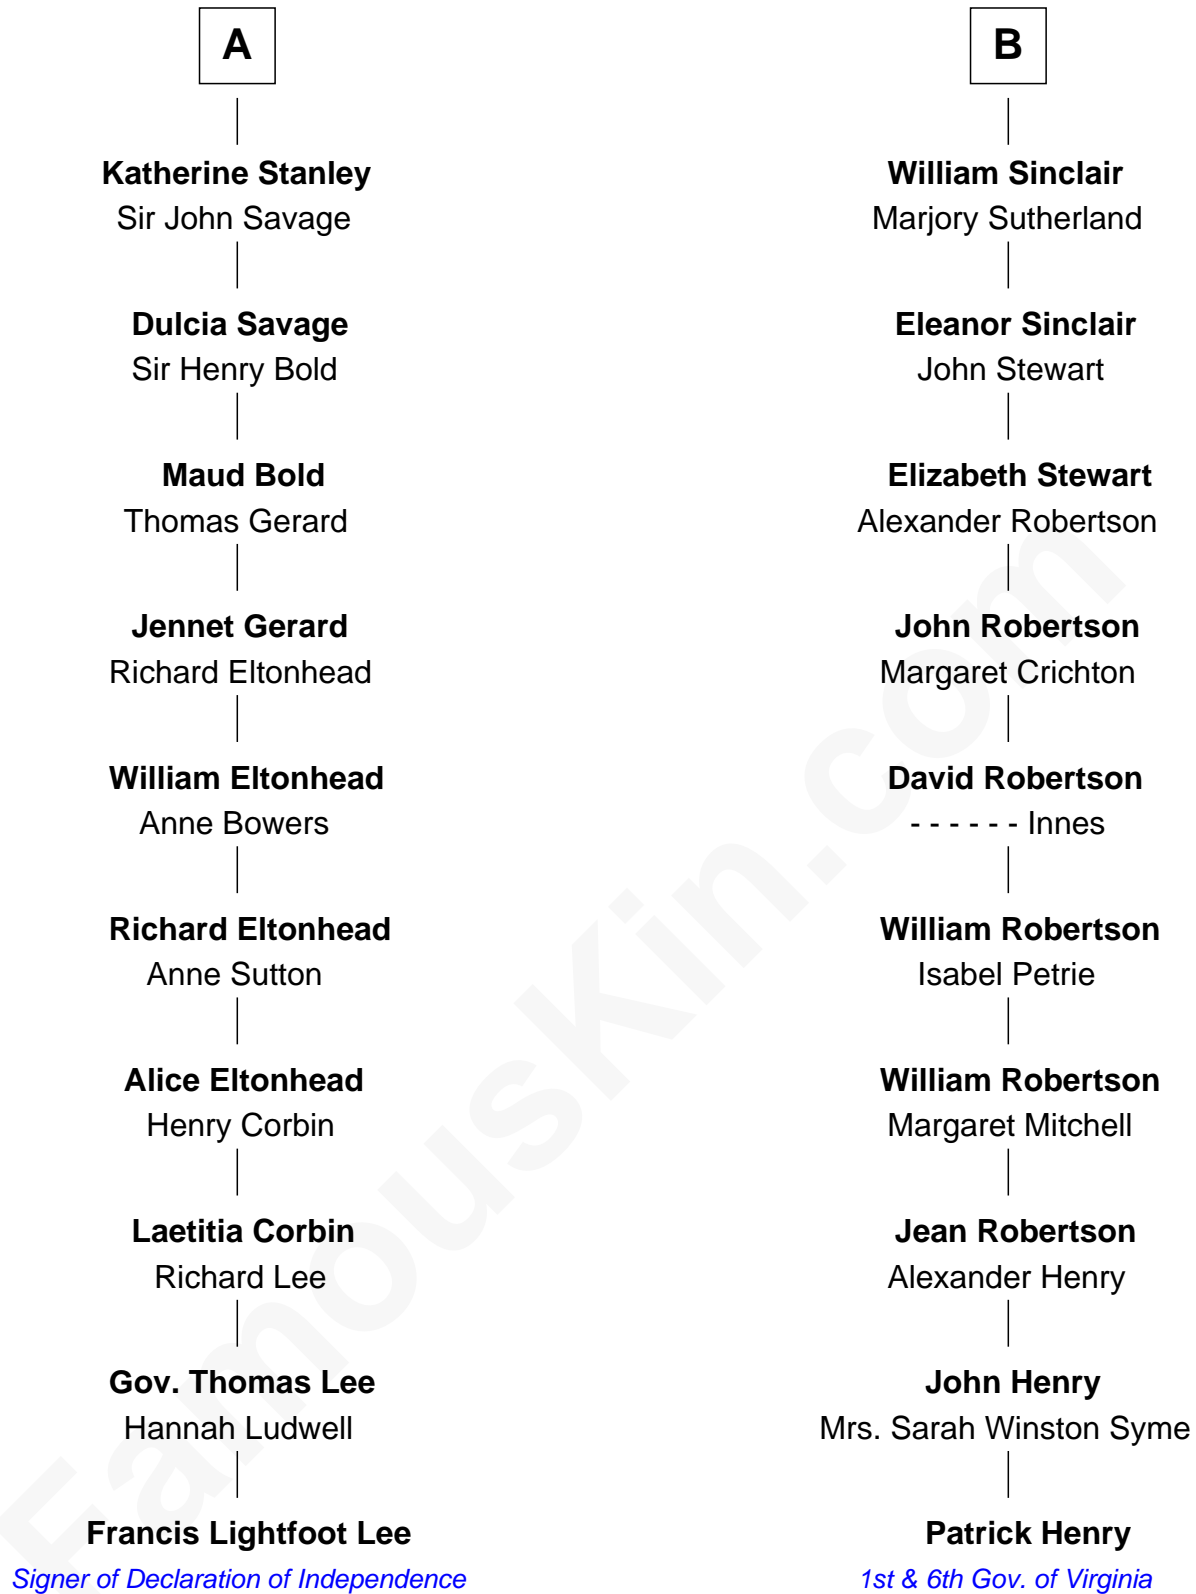 A
Katherine Stanley
Sir John Savage
Dulcia Savage
Sir Henry Bold
Maud Bold
Thomas Gerard
Jennet Gerard
Richard Eltonhead
William Eltonhead
Anne Bowers
Richard Eltonhead
Anne Sutton
Alice Eltonhead
Henry Corbin
Laetitia Corbin
Richard Lee
Gov. Thomas Lee
Hannah Ludwell
Francis Lightfoot Lee
Signer of Declaration of Independence
B
William Sinclair
Marjory Sutherland
Eleanor Sinclair
John Stewart
Elizabeth Stewart
Alexander Robertson
John Robertson
Margaret Crichton
David Robertson
- - - - - - Innes
William Robertson
Isabel Petrie
William Robertson
Margaret Mitchell
Jean Robertson
Alexander Henry
John Henry
Mrs. Sarah Winston Syme
Patrick Henry
1st & 6th Gov. of Virginia
FamousKin.com